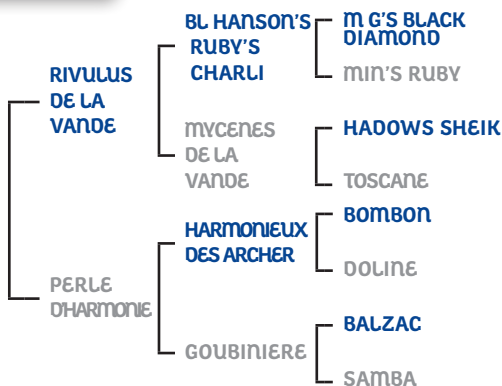 BL HANSON'S
RUBY'S
CHARLI
M G'S BLACK
DIAMOND
MIN'S RUBY
RIVULUS
DE LA
VANDE
MYCENES
DE LA
VANDE
HADOWS SHEIK
TOSCANE
HARMONIEUX
DES ARCHER
BOMBON
DOLINE
PERLE
D'HARMONIE
GOUBINIERE
BALZAC
SAMBA